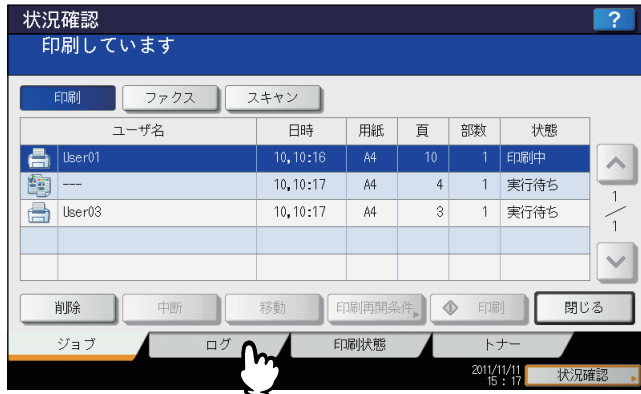 状況確認 ?
印刷しています
印刷 ファクス スキャン
ユーザ名 日時 用紙 頁 部数 状態
User01 10,10:16 A4 10 1 印刷中
--- 10,10:17 A4 4 1 実行待ち
User03 10,10:17 A4 3 1 実行待ち
1
1
削除 中断 移動 印刷再開条件 印刷 閉じる
ジョブ ログ 印刷状態 トナー
2011/11/11
15 : 17 状況確認